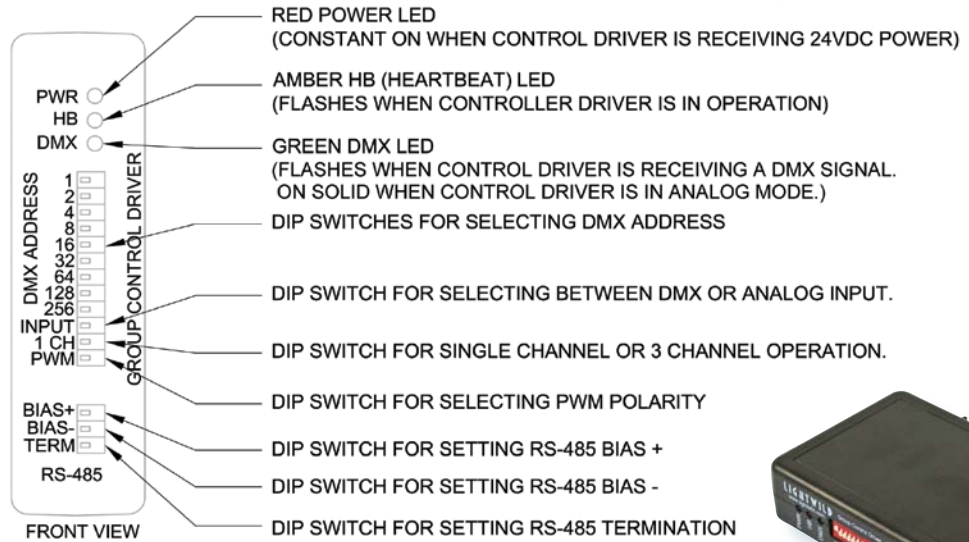 RED POWER LED
(CONSTANT ON WHEN CONTROL DRIVER IS RECEIVING 24VDC POWER)
AMBER HB (HEARTBEAT) LED
(FLASHES WHEN CONTROLLER DRIVER IS IN OPERATION)
GREEN DMX LED
(FLASHES WHEN CONTROL DRIVER IS RECEIVING A DMX SIGNAL.
ON SOLID WHEN CONTROL DRIVER IS IN ANALOG MODE.)
DIP SWITCHES FOR SELECTING DMX ADDRESS
DIP SWITCH FOR SELECTING BETWEEN DMX OR ANALOG INPUT.
DIP SWITCH FOR SINGLE CHANNEL OR 3 CHANNEL OPERATION.
DIP SWITCH FOR SELECTING PWM POLARITY
DIP SWITCH FOR SETTING RS-485 BIAS +
DIP SWITCH FOR SETTING RS-485 BIAS -
DIP SWITCH FOR SETTING RS-485 TERMINATION
PWR
HB
DMX
DMX ADDRESS
1
2
4
8
16
32
64
128
256
INPUT
1 CH
PWM
GROUP CONTROL DRIVER
BIAS+
BIAS-
TERM
RS-485
FRONT VIEW
LIGHTWILD